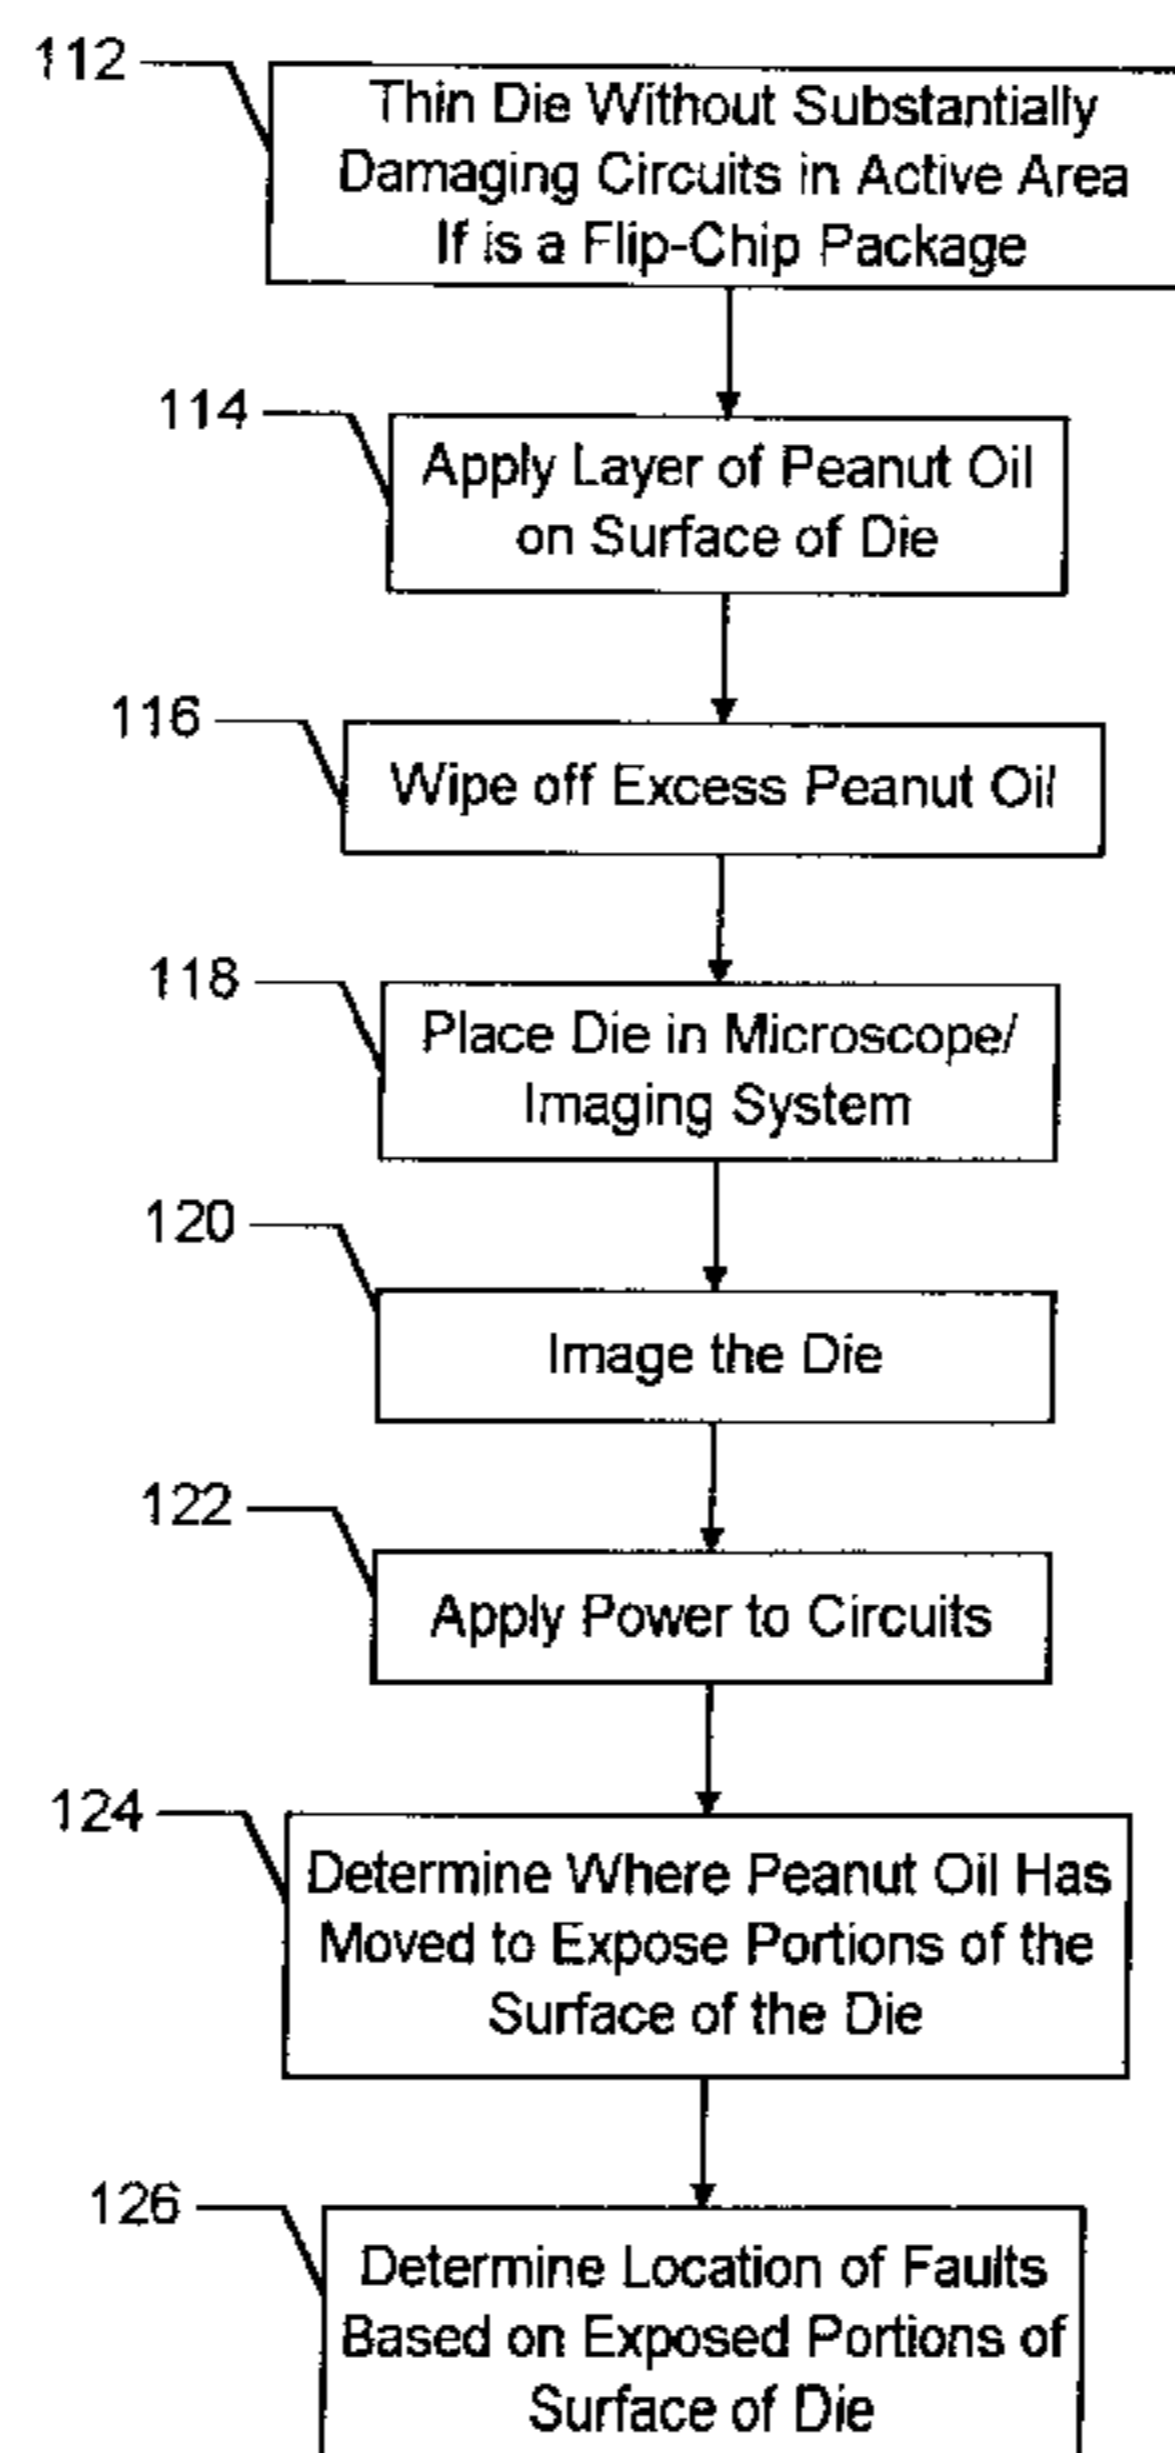 112
Thin Die Without Substantially
Damaging Circuits in Active Area
If is a Flip-Chip Package
114
Apply Layer of Peanut Oil
on Surface of Die
116
Wipe off Excess Peanut Oil
118
Place Die in Microscope/
Imaging System
120
Image the Die
122
Apply Power to Circuits
124
Determine Where Peanut Oil Has
Moved to Expose Portions of the
Surface of the Die
126
Determine Location of Faults
Based on Exposed Portions of
Surface of Die